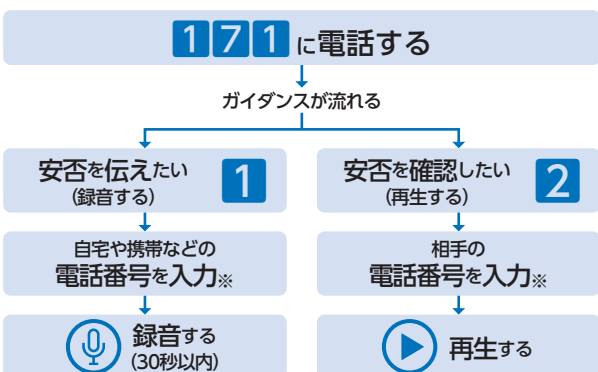 171に電話する
ガイダンスが流れる
安否を伝えたい
(録音する)
1
安否を確認したい
(再生する)
2
自宅や携帯などの
電話番号を入力※
相手の
電話番号を入力※
録音する
(30秒以内)
再生する